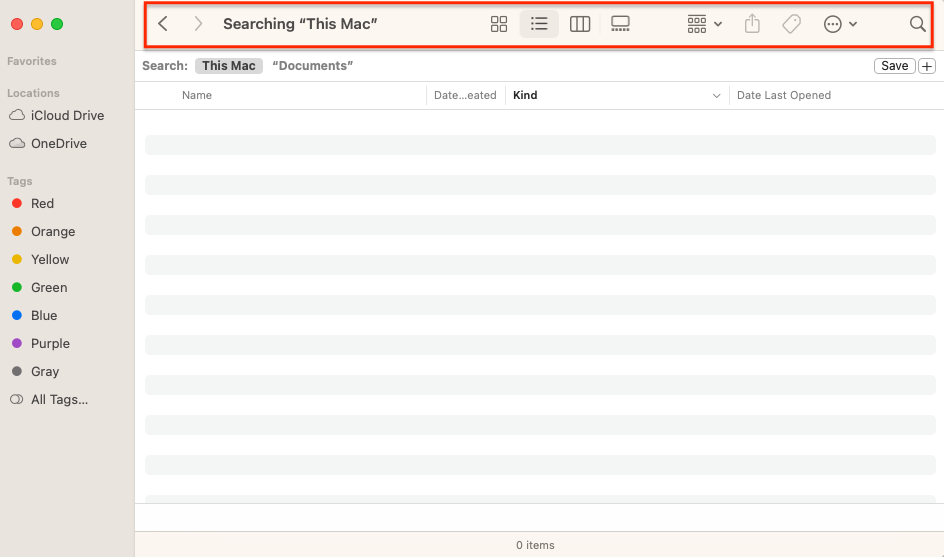 Searching “This Mac”
Favorites
Locations
iCloud Drive
OneDrive
Tags
Red
Orange
Yellow
Green
Blue
Purple
Gray
All Tags...
Search: This Mac “Documents” Save
Name Date...eated Kind Date Last Opened
0 items